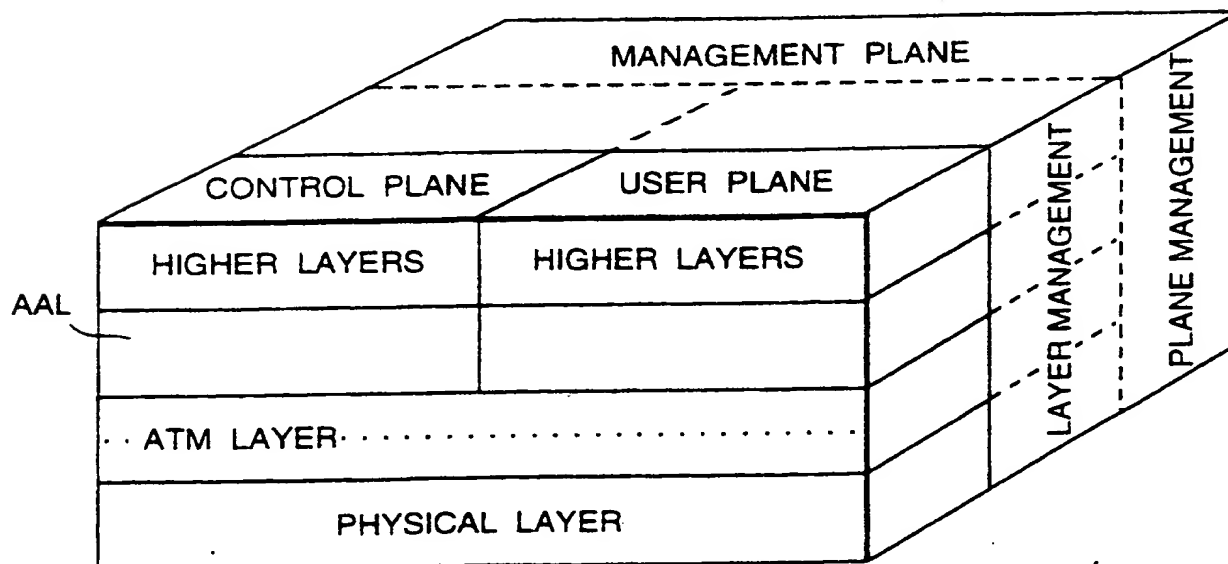 MANAGEMENT PLANE
CONTROL PLANE
USER PLANE
HIGHER LAYERS
HIGHER LAYERS
AAL
ATM LAYER
PHYSICAL LAYER
LAYER MANAGEMENT
PLANE MANAGEMENT